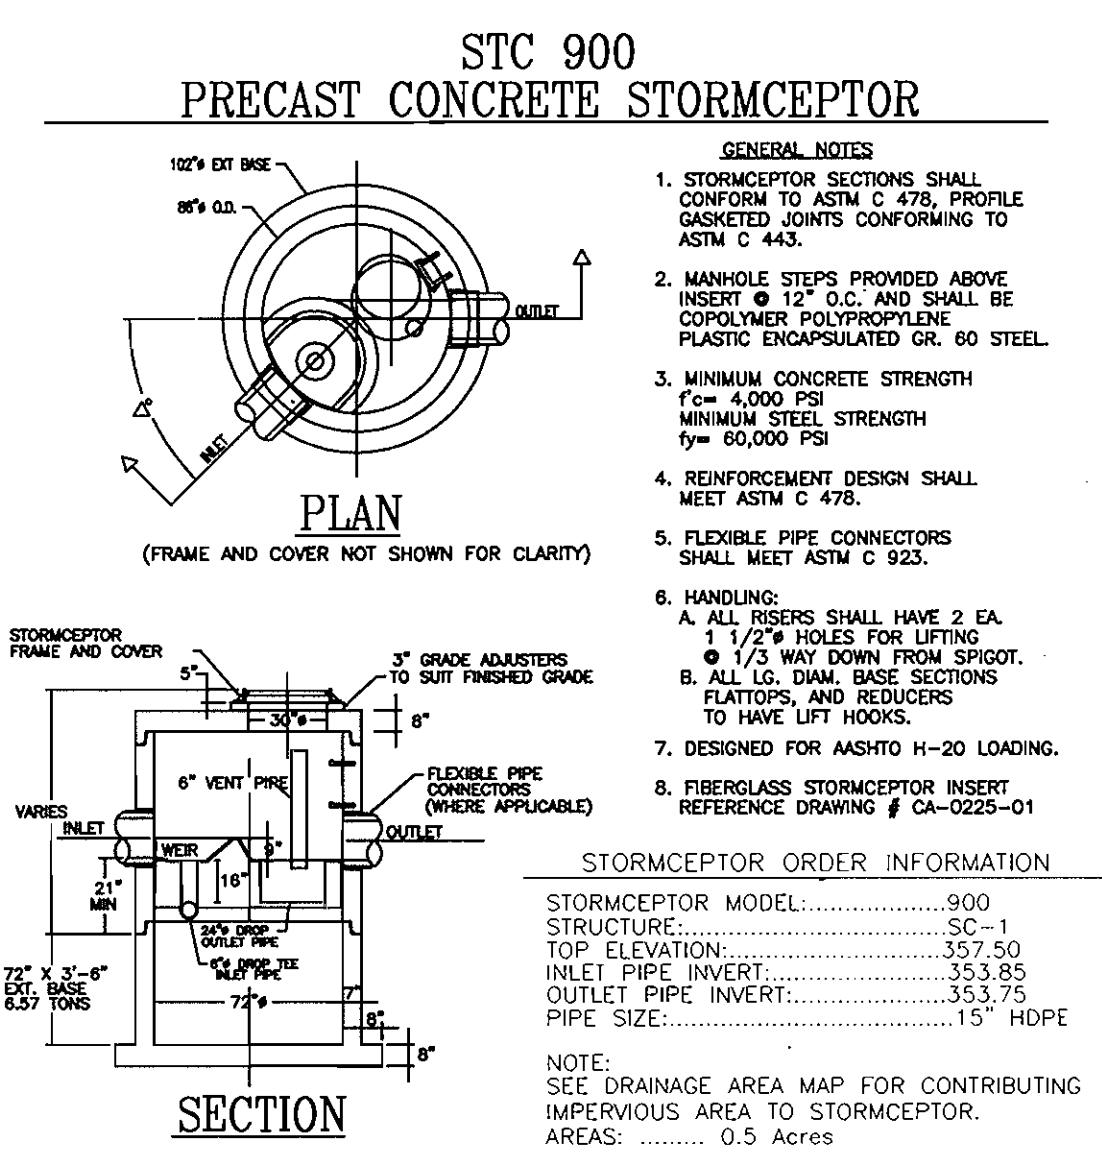 STC 900
PRECAST CONCRETE STORMCEPTOR
102"ø EXT BASE
86"ø O.D.
OUTLET
Δ°
INLET
PLAN
(FRAME AND COVER NOT SHOWN FOR CLARITY)
GENERAL NOTES
1. STORMCEPTOR SECTIONS SHALL
CONFORM TO ASTM C 478, PROFILE
GASKETED JOINTS CONFORMING TO
ASTM C 443.
2. MANHOLE STEPS PROVIDED ABOVE
INSERT @ 12" O.C. AND SHALL BE
COPOLYMER POLYPROPYLENE
PLASTIC ENCAPSULATED GR. 60 STEEL.
3. MINIMUM CONCRETE STRENGTH
f'c= 4,000 PSI
MINIMUM STEEL STRENGTH
fy= 60,000 PSI
4. REINFORCEMENT DESIGN SHALL
MEET ASTM C 478.
5. FLEXIBLE PIPE CONNECTORS
SHALL MEET ASTM C 923.
6. HANDLING:
A. ALL RISERS SHALL HAVE 2 EA.
1 1/2"ø HOLES FOR LIFTING
@ 1/3 WAY DOWN FROM SPIGOT.
B. ALL LG. DIAM. BASE SECTIONS
FLATTOPS, AND REDUCERS
TO HAVE LIFT HOOKS.
7. DESIGNED FOR AASHTO H-20 LOADING.
8. FIBERGLASS STORMCEPTOR INSERT
REFERENCE DRAWING # CA-0225-01
STORMCEPTOR
FRAME AND COVER
5"
3" GRADE ADJUSTERS
TO SUIT FINISHED GRADE
30"ø
8"
6" VENT PIPE
FLEXIBLE PIPE
CONNECTORS
(WHERE APPLICABLE)
VARIES
INLET
OUTLET
WEIR
9"
21"
MIN
16"
24"ø DROP
OUTLET PIPE
6"ø DROP TEE
INLET PIPE
72" X 3'-6"
EXT. BASE
6.57 TONS
72"ø
7"
8"
8"
SECTION
STORMCEPTOR ORDER INFORMATION
STORMCEPTOR MODEL:...................900
STRUCTURE:....................................SC-1
TOP ELEVATION:.............................357.50
INLET PIPE INVERT:........................353.85
OUTLET PIPE INVERT:.....................353.75
PIPE SIZE:.......................................15" HDPE
NOTE:
SEE DRAINAGE AREA MAP FOR CONTRIBUTING
IMPERVIOUS AREA TO STORMCEPTOR.
AREAS: ......... 0.5 Acres